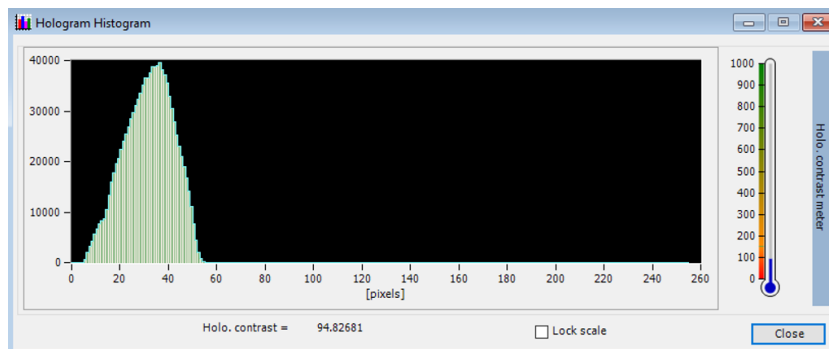 Hologram Histogram
40000
30000
20000
10000
0
0 20 40 60 80 100 120 140 160 180 200 220 240 260
[pixels]
1000
900
800
700
600
500
400
300
200
100
0
Holo. contrast meter
Holo. contrast = 94.82681
Lock scale
Close